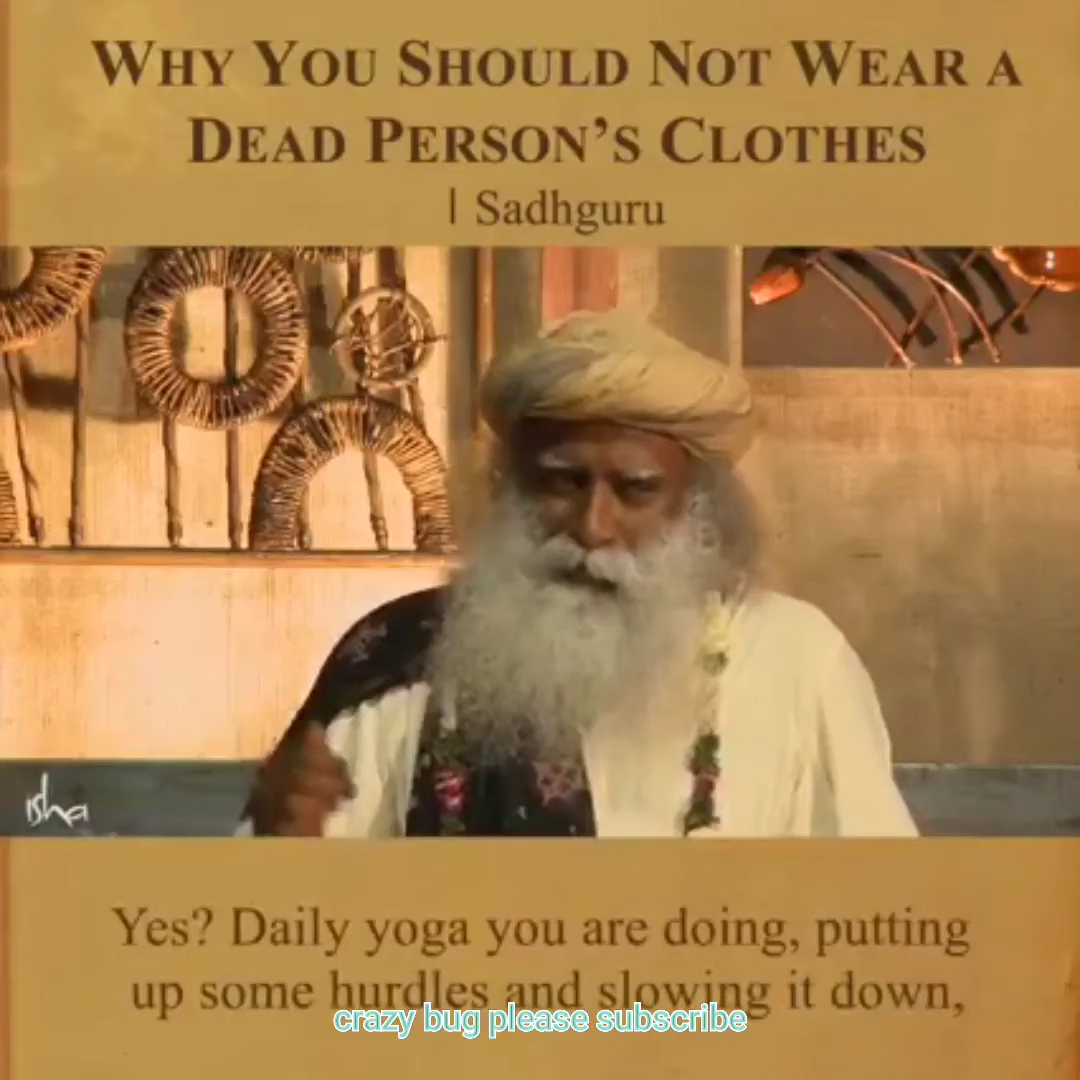 WHY YOU SHOULD NOT WEAR A
DEAD PERSON'S CLOTHES
| Sadhguru
isha
Yes? Daily yoga you are doing, putting
up some hurdles and slowing it down,
crazy bug please subscribe